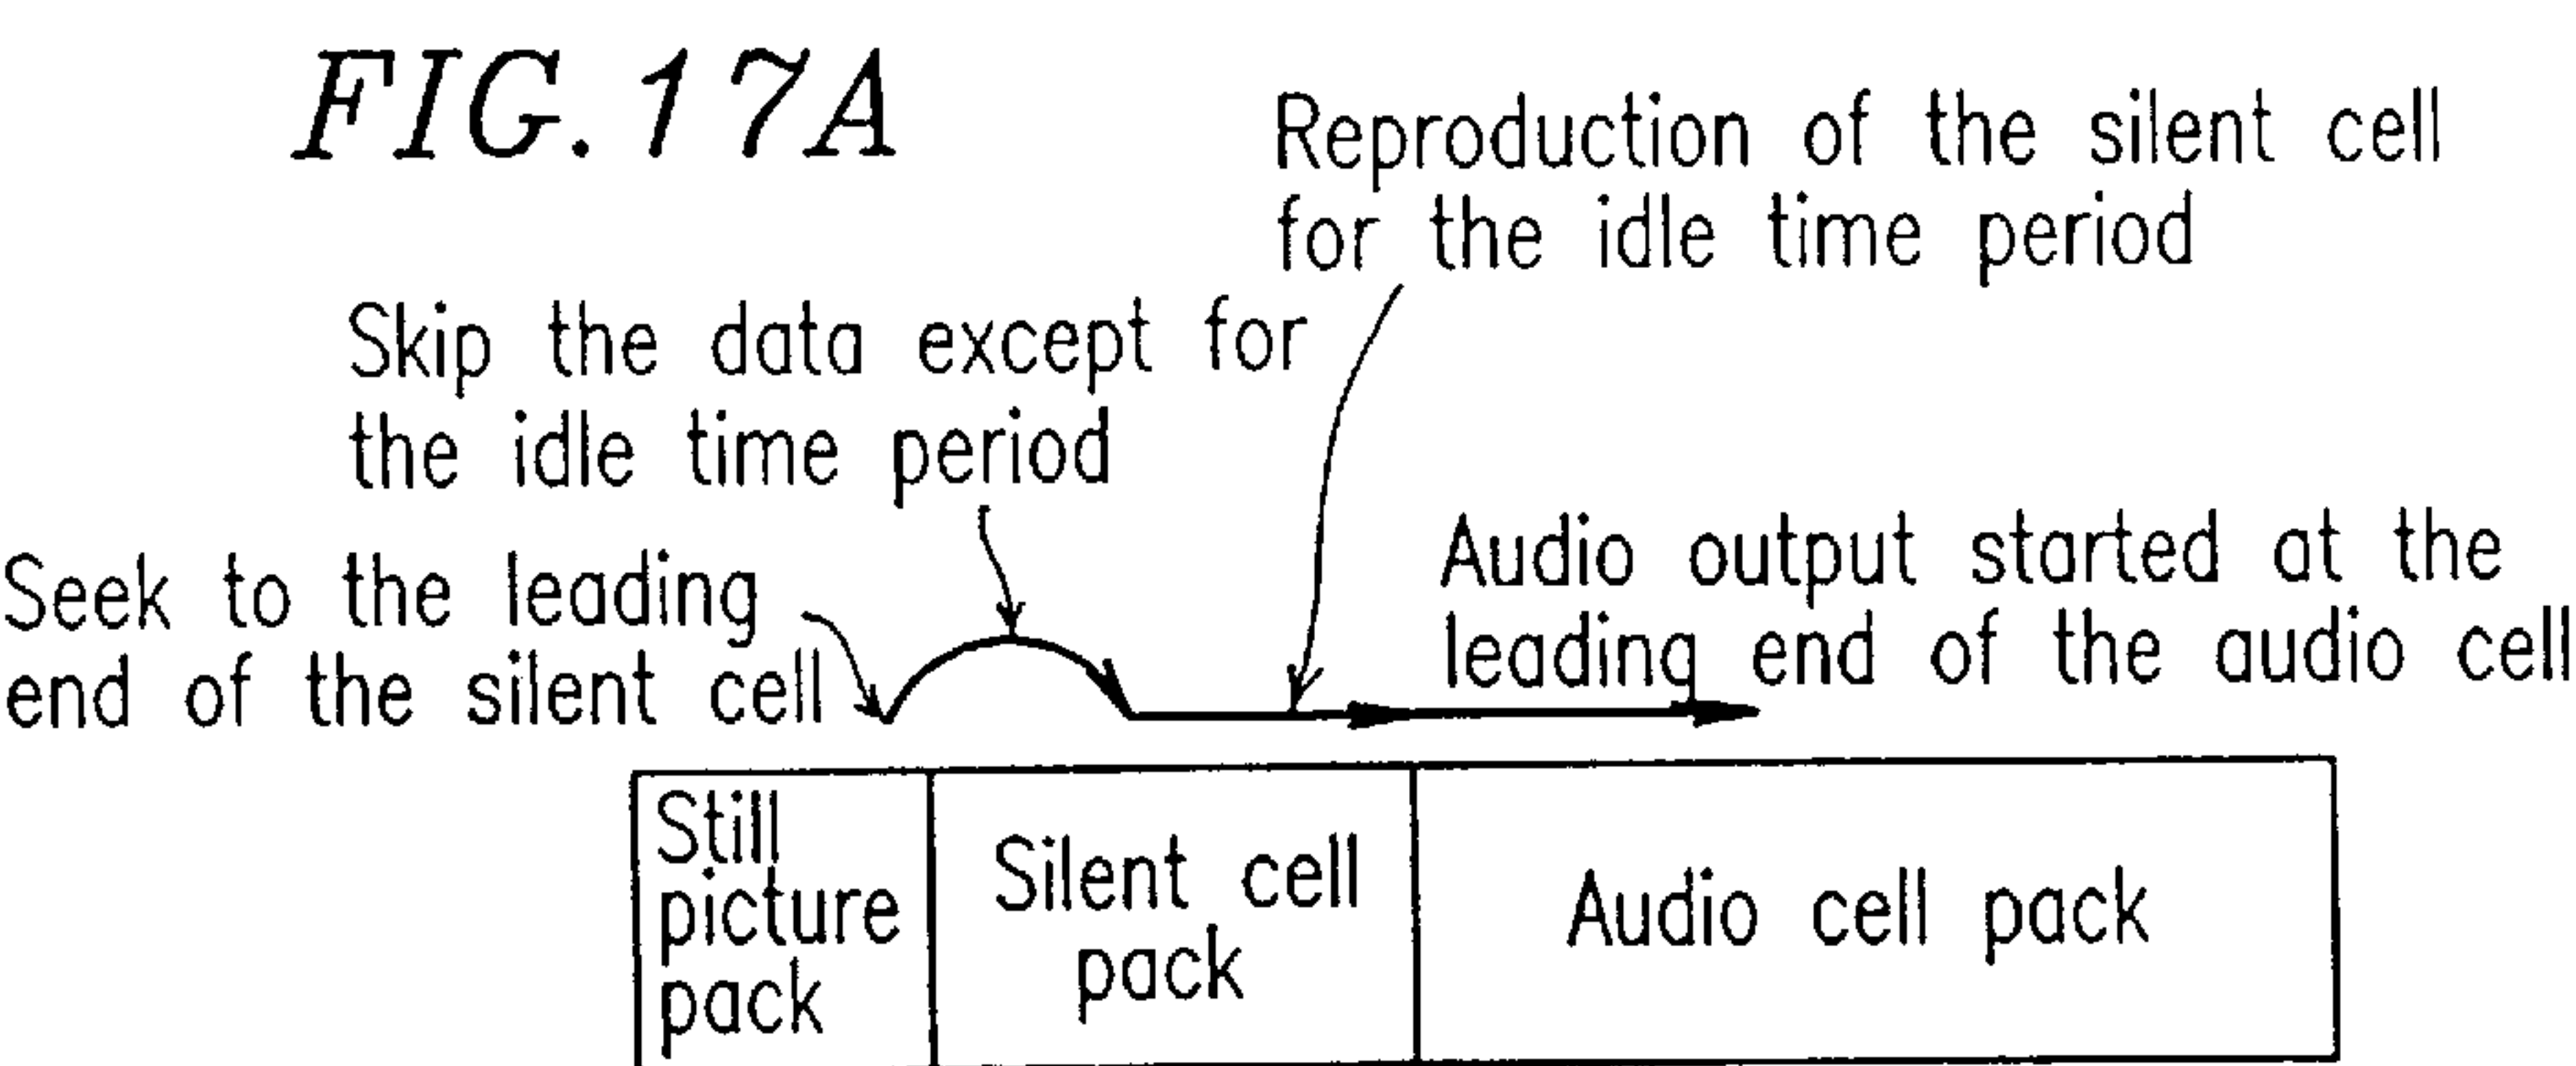 FIG.17A
Reproduction of the silent cell
for the idle time period
Skip the data except for
the idle time period
Seek to the leading
end of the silent cell
Audio output started at the
leading end of the audio cell
Still
picture
pack
Silent cell
pack
Audio cell pack